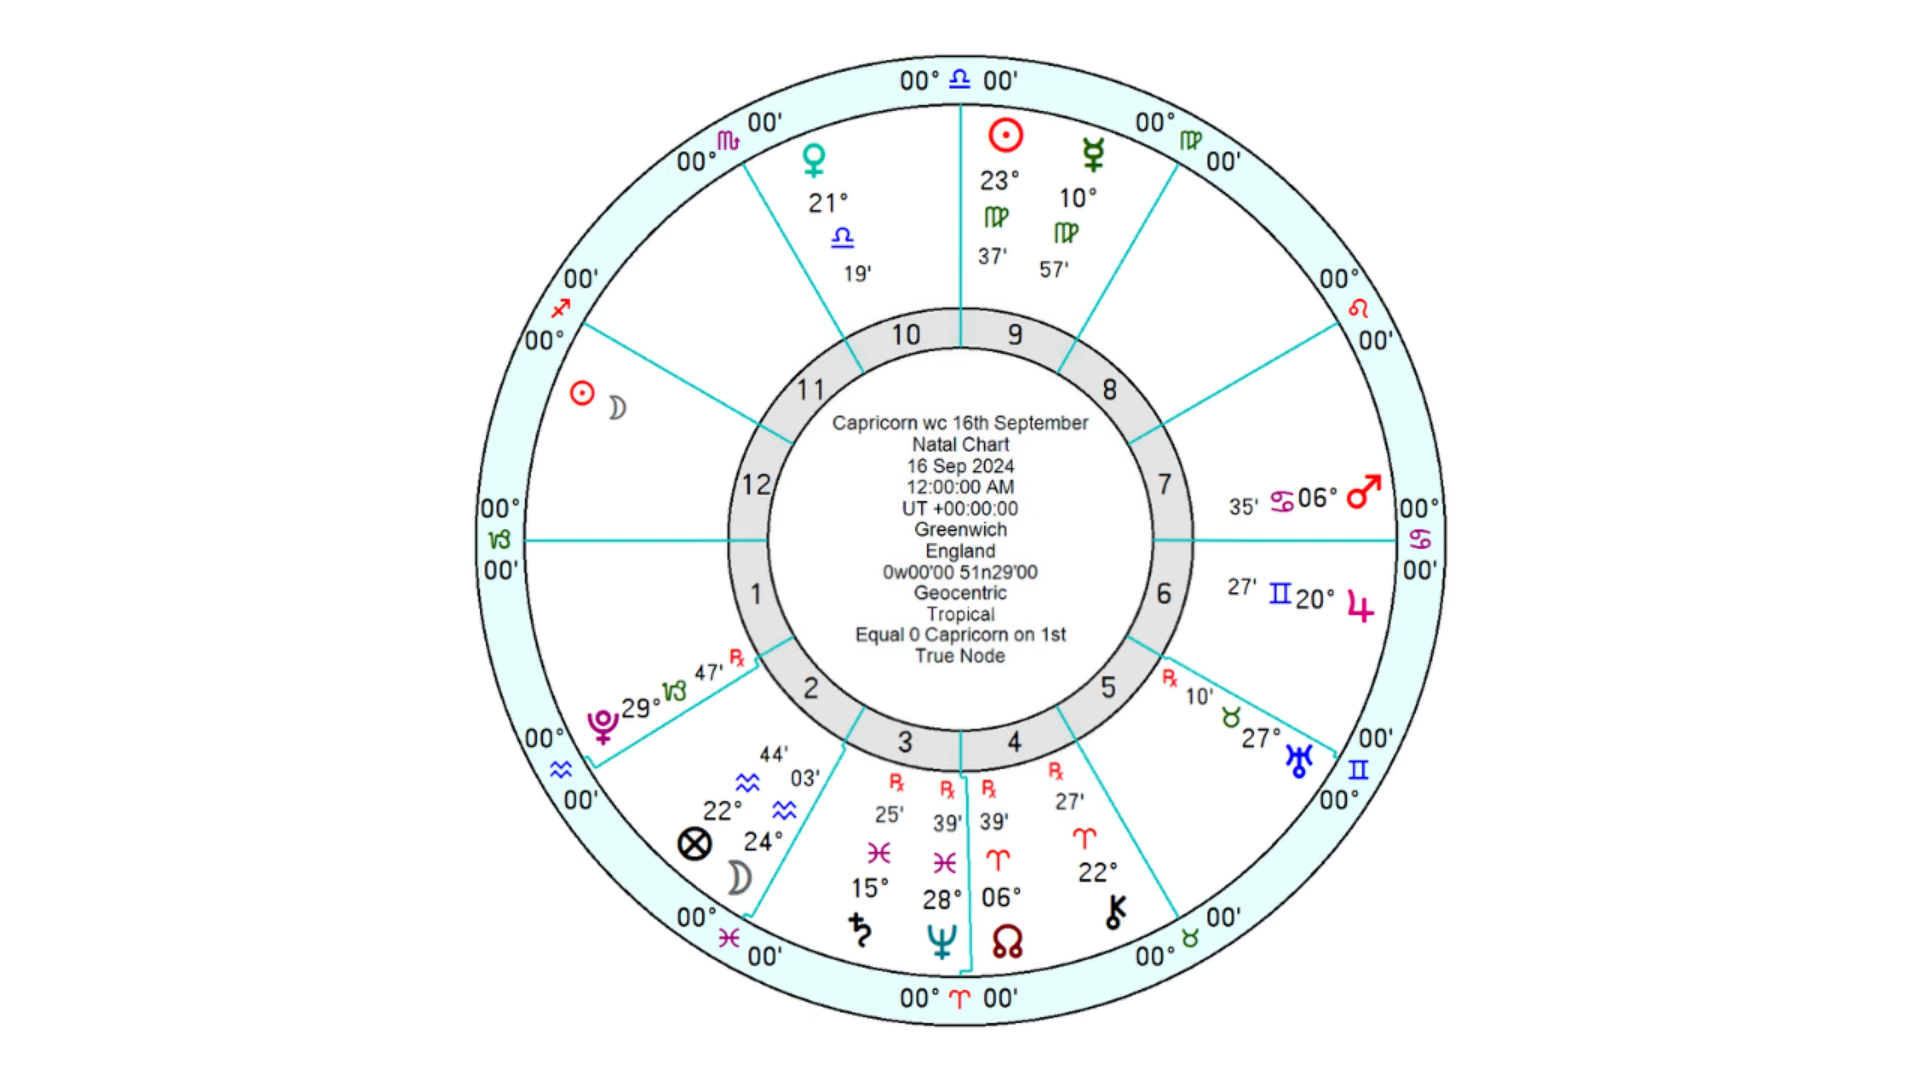 00° ♎ 00'
00' ♏ 00°
00° ♍ 00'
♀ 21° ♎ 19'
☉ 23° ♍ 37'
☿ 10° ♍ 57'
00' ♐ 00°
00° ♌ 00'
☉ ☽
00° ♑ 00'
00° ♋ 00'
35' ♋ 06° ♂
27' ♊ 20° ♃
10
9
11
8
12
7
1
6
2
5
3
4
Capricorn wc 16th September
Natal Chart
16 Sep 2024
12:00:00 AM
UT +00:00:00
Greenwich
England
0w00'00 51n29'00
Geocentric
Tropical
Equal 0 Capricorn on 1st
True Node
♇ 29° ♑ 47' ℞
℞ 10' ♉ 27° ♅
00° ♒ 00'
00' ♊ 00°
⊗ 22° ♒ 44'
☽ 24° ♒ 03'
℞ 25' ♓ 15° ♄
℞ 39' ♓ 28° ♆
℞ 39' ♈ 06° ☊
℞ 27' ♈ 22° ⚷
00° ♓ 00'
00' ♉ 00°
00° ♈ 00'